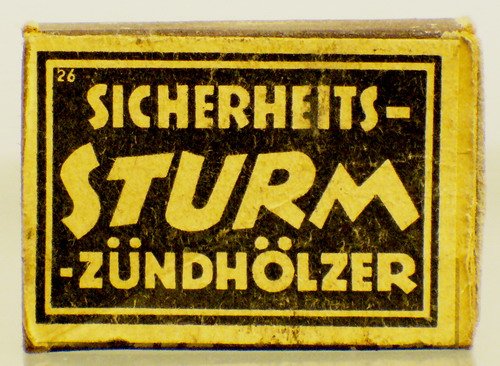 26
SICHERHEITS-
STURM
-ZÜNDHÖLZER